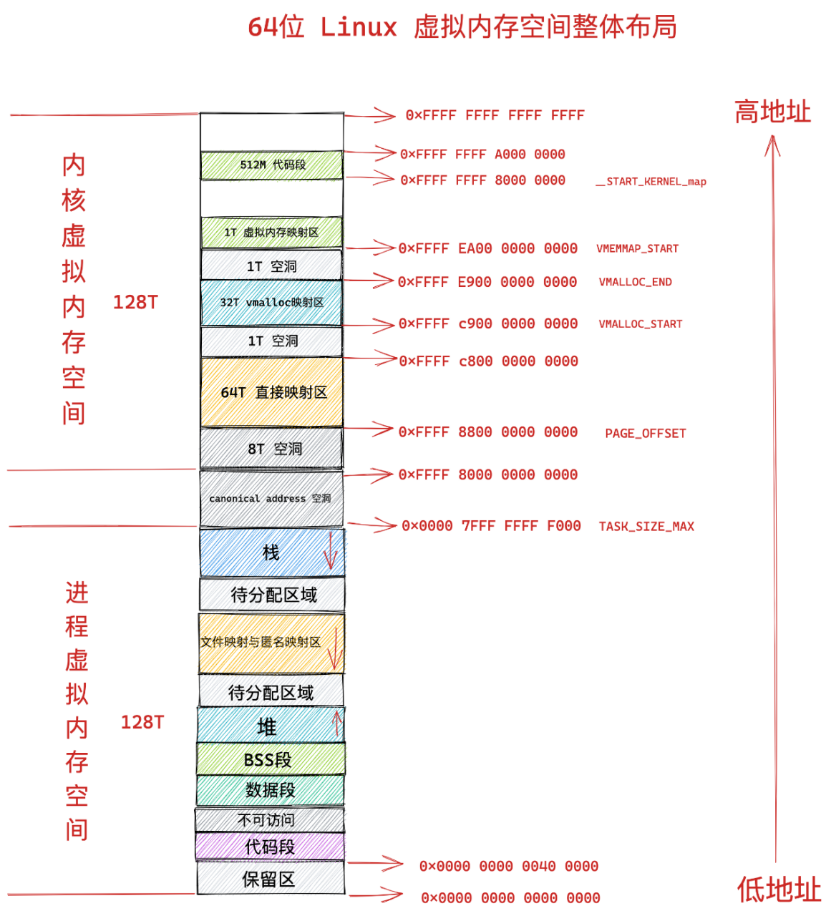 64位 Linux 虚拟内存空间整体布局
高地址
0×FFFF FFFF FFFF FFFF
512M 代码段
0×FFFF FFFF A000 0000
0×FFFF FFFF 8000 0000 __START_KERNEL_map
内核虚拟内存空间
128T
1T 虚拟内存映射区
0×FFFF EA00 0000 0000 VMEMMAP_START
1T 空洞
0×FFFF E900 0000 0000 VMALLOC_END
32T vmalloc映射区
0×FFFF c900 0000 0000 VMALLOC_START
1T 空洞
0×FFFF c800 0000 0000
64T 直接映射区
0×FFFF 8800 0000 0000 PAGE_OFFSET
8T 空洞
0×FFFF 8000 0000 0000
canonical address 空洞
0×0000 7FFF FFFF F000 TASK_SIZE_MAX
栈
待分配区域
进程虚拟内存空间
128T
文件映射与匿名映射区
待分配区域
堆
BSS段
数据段
不可访问
代码段
0×0000 0000 0040 0000
保留区
0×0000 0000 0000 0000
低地址